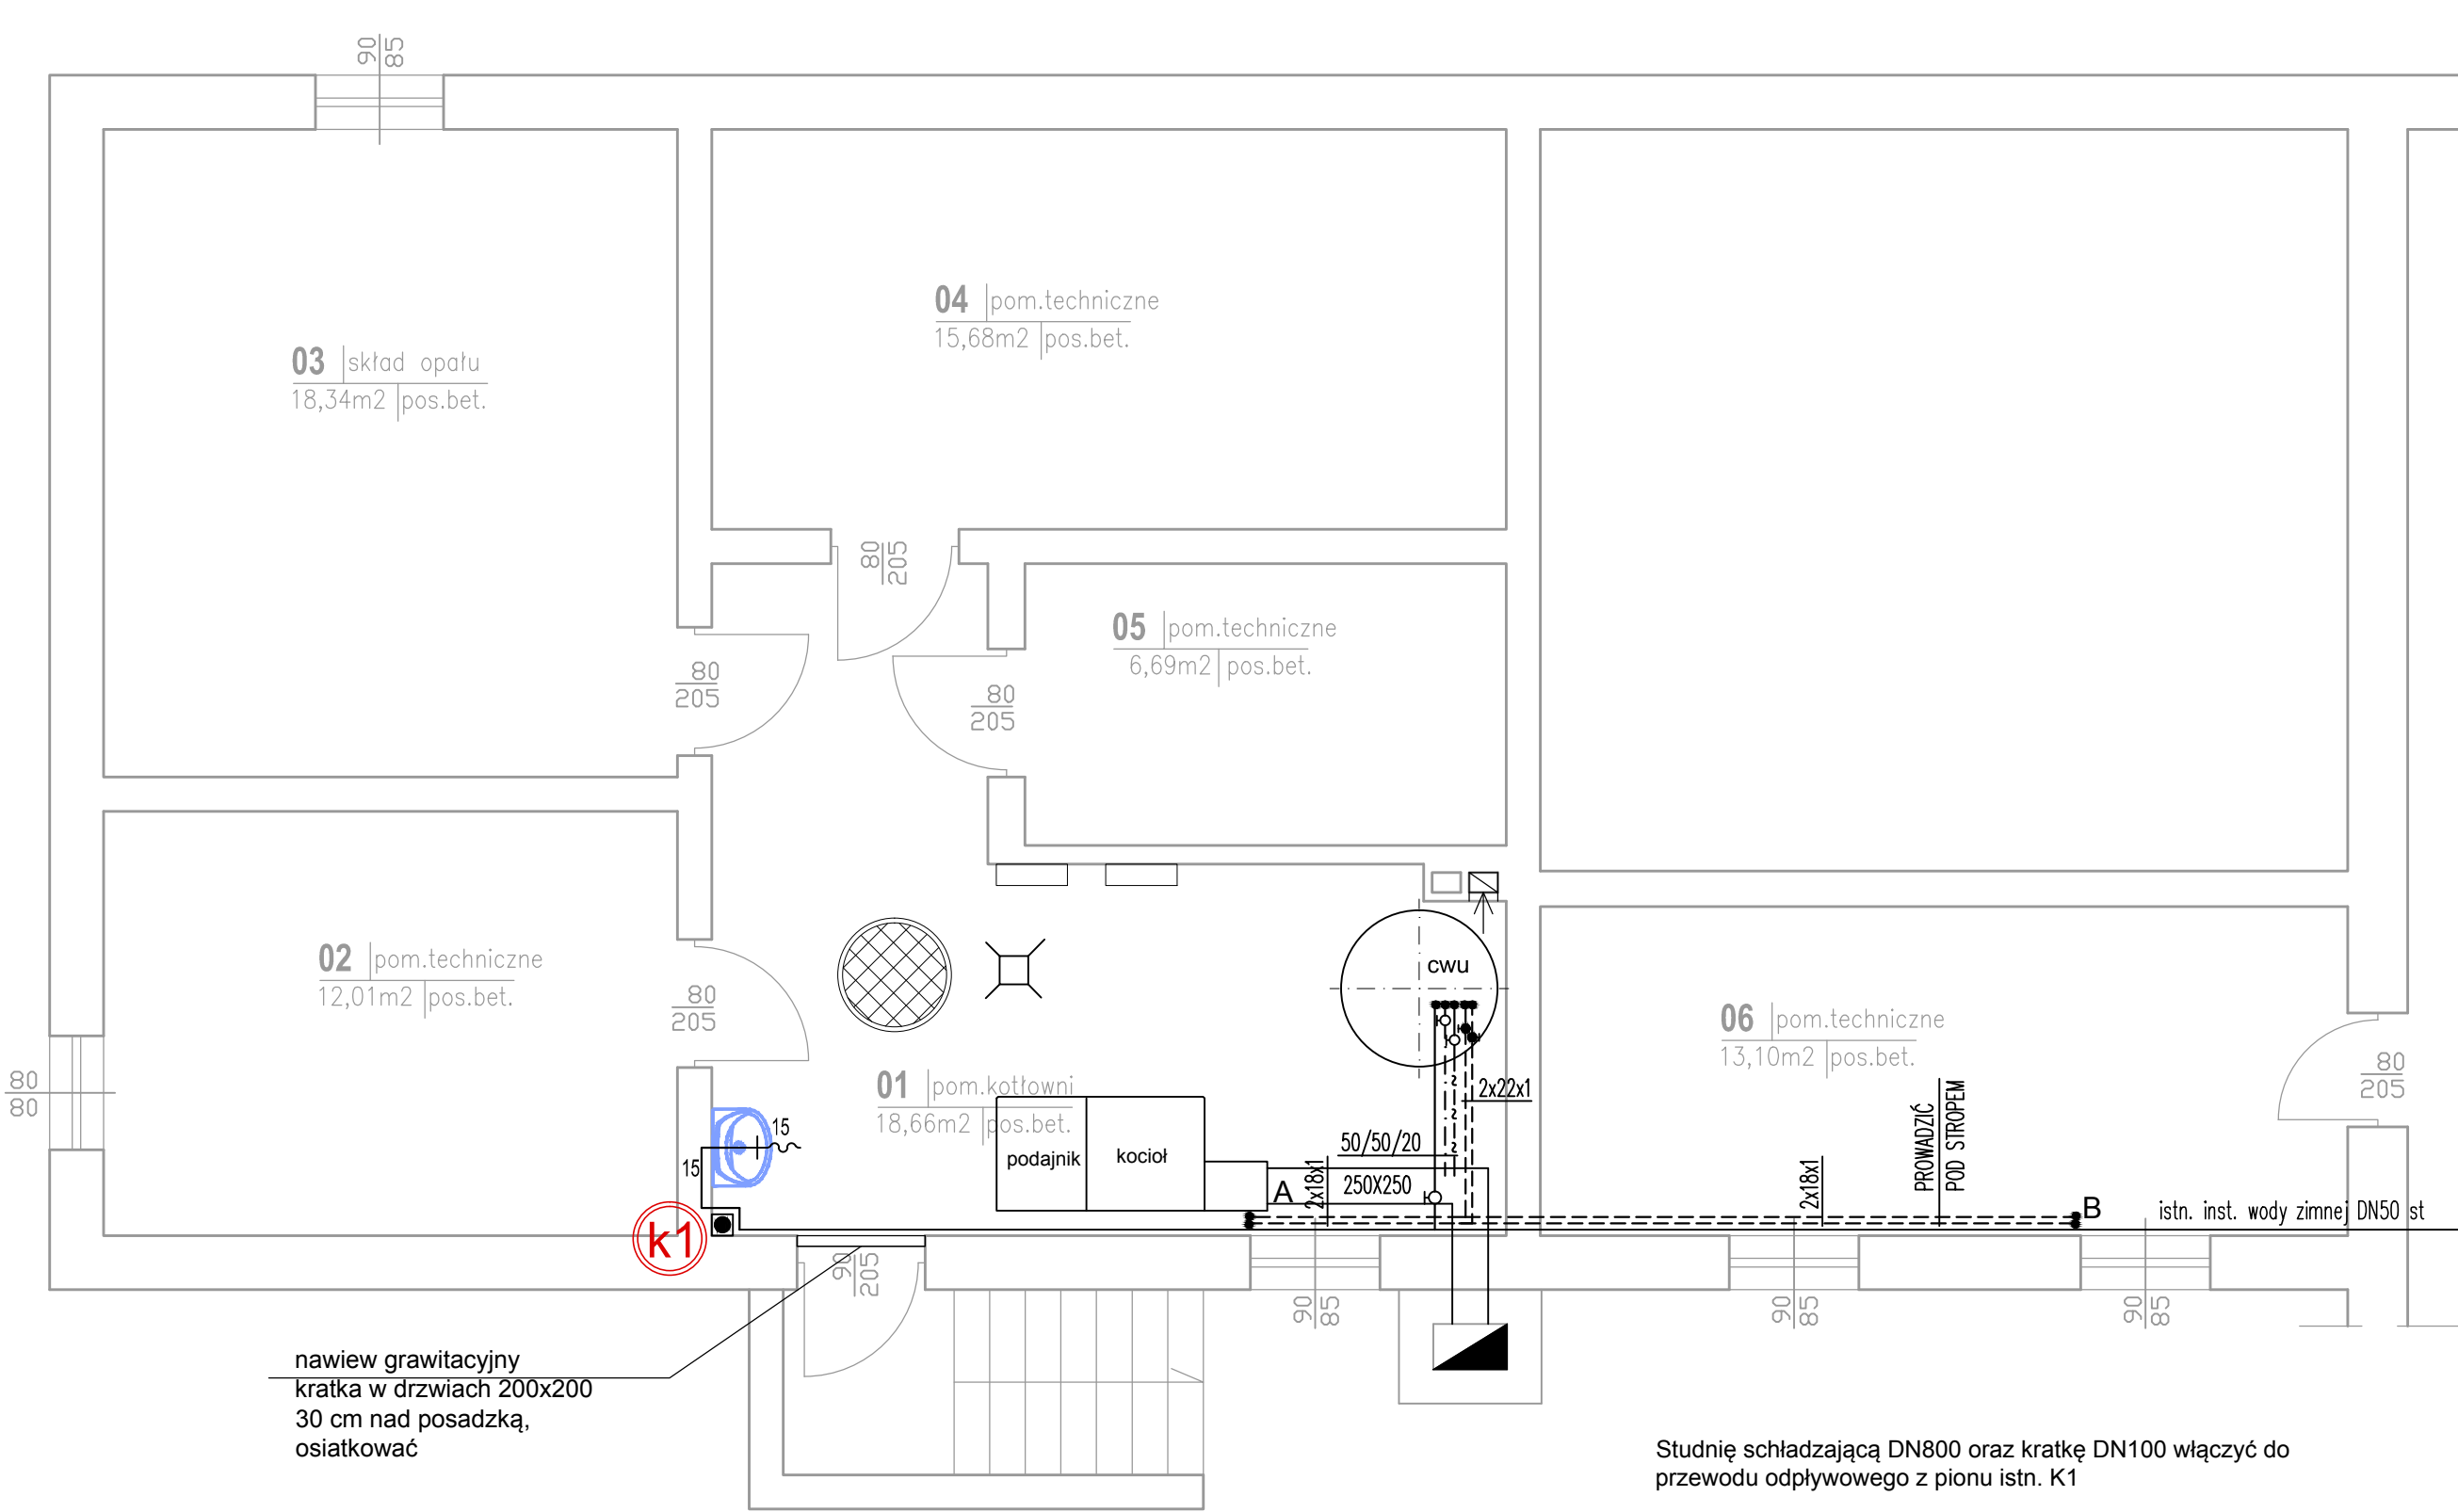 90
85
04 pom.techniczne
15,68m2 pos.bet.
03 skład opału
18,34m2 pos.bet.
80
205
05 pom.techniczne
6,69m2 pos.bet.
80
205
80
205
02 pom.techniczne
12,01m2 pos.bet.
80
205
cwu
06 pom.techniczne
13,10m2 pos.bet.
80
205
80
80
01 pom.kotłowni
18,66m2 pos.bet.
2x22x1
15
15
podajnik
kocioł
50/50/20
250X250
A
2x18x1
2x18x1
PROWADZIĆ
POD STROPEM
B
istn. inst. wody zimnej DN50 st
k1
90
205
90
85
90
85
90
85
nawiew grawitacyjny
kratka w drzwiach 200x200
30 cm nad posadzką,
osiatkować
Studnię schładzającą DN800 oraz kratkę DN100 włączyć do
przewodu odpływowego z pionu istn. K1